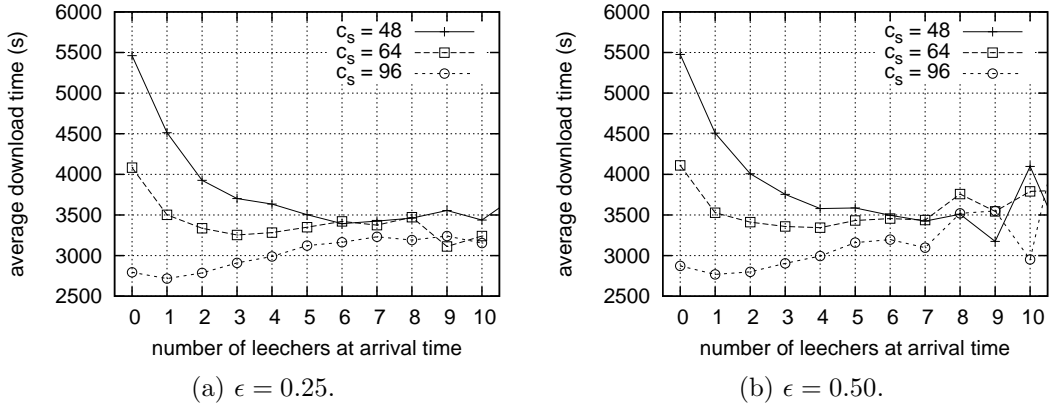 6000
5500
5000
4500
4000
3500
3000
2500
average download time (s)
c_s = 48
c_s = 64
c_s = 96
0 1 2 3 4 5 6 7 8 9 10
number of leechers at arrival time
(a) ϵ = 0.25.
6000
5500
5000
4500
4000
3500
3000
2500
average download time (s)
c_s = 48
c_s = 64
c_s = 96
0 1 2 3 4 5 6 7 8 9 10
number of leechers at arrival time
(b) ϵ = 0.50.